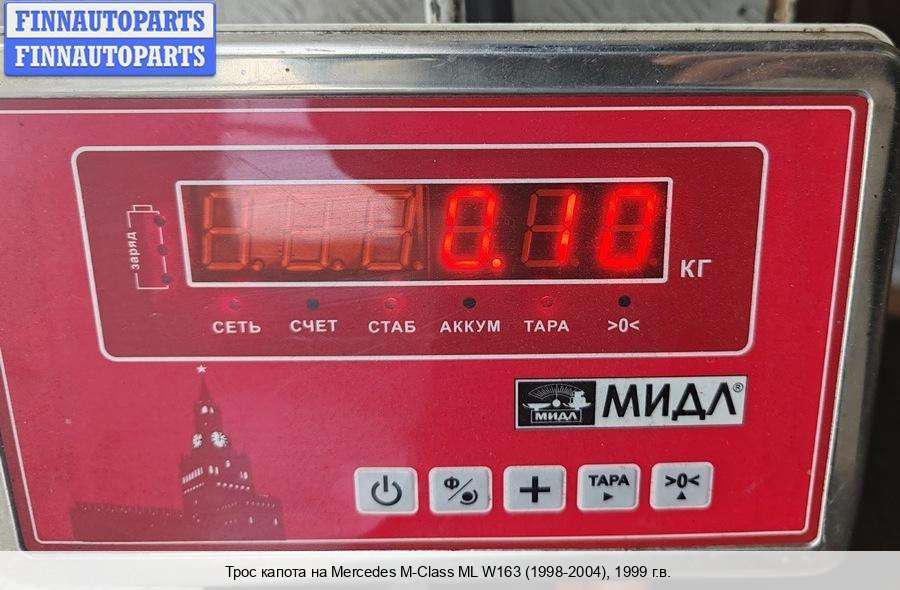 FINNAUTOPARTS
FINNAUTOPARTS
заряд
0.10
КГ
СЕТЬ СЧЕТ СТАБ АККУМ ТАРА >0<
МИДЛ МИДЛ®
Ф ТАРА >0<
Трос капота на Mercedes M-Class ML W163 (1998-2004), 1999 г.в.